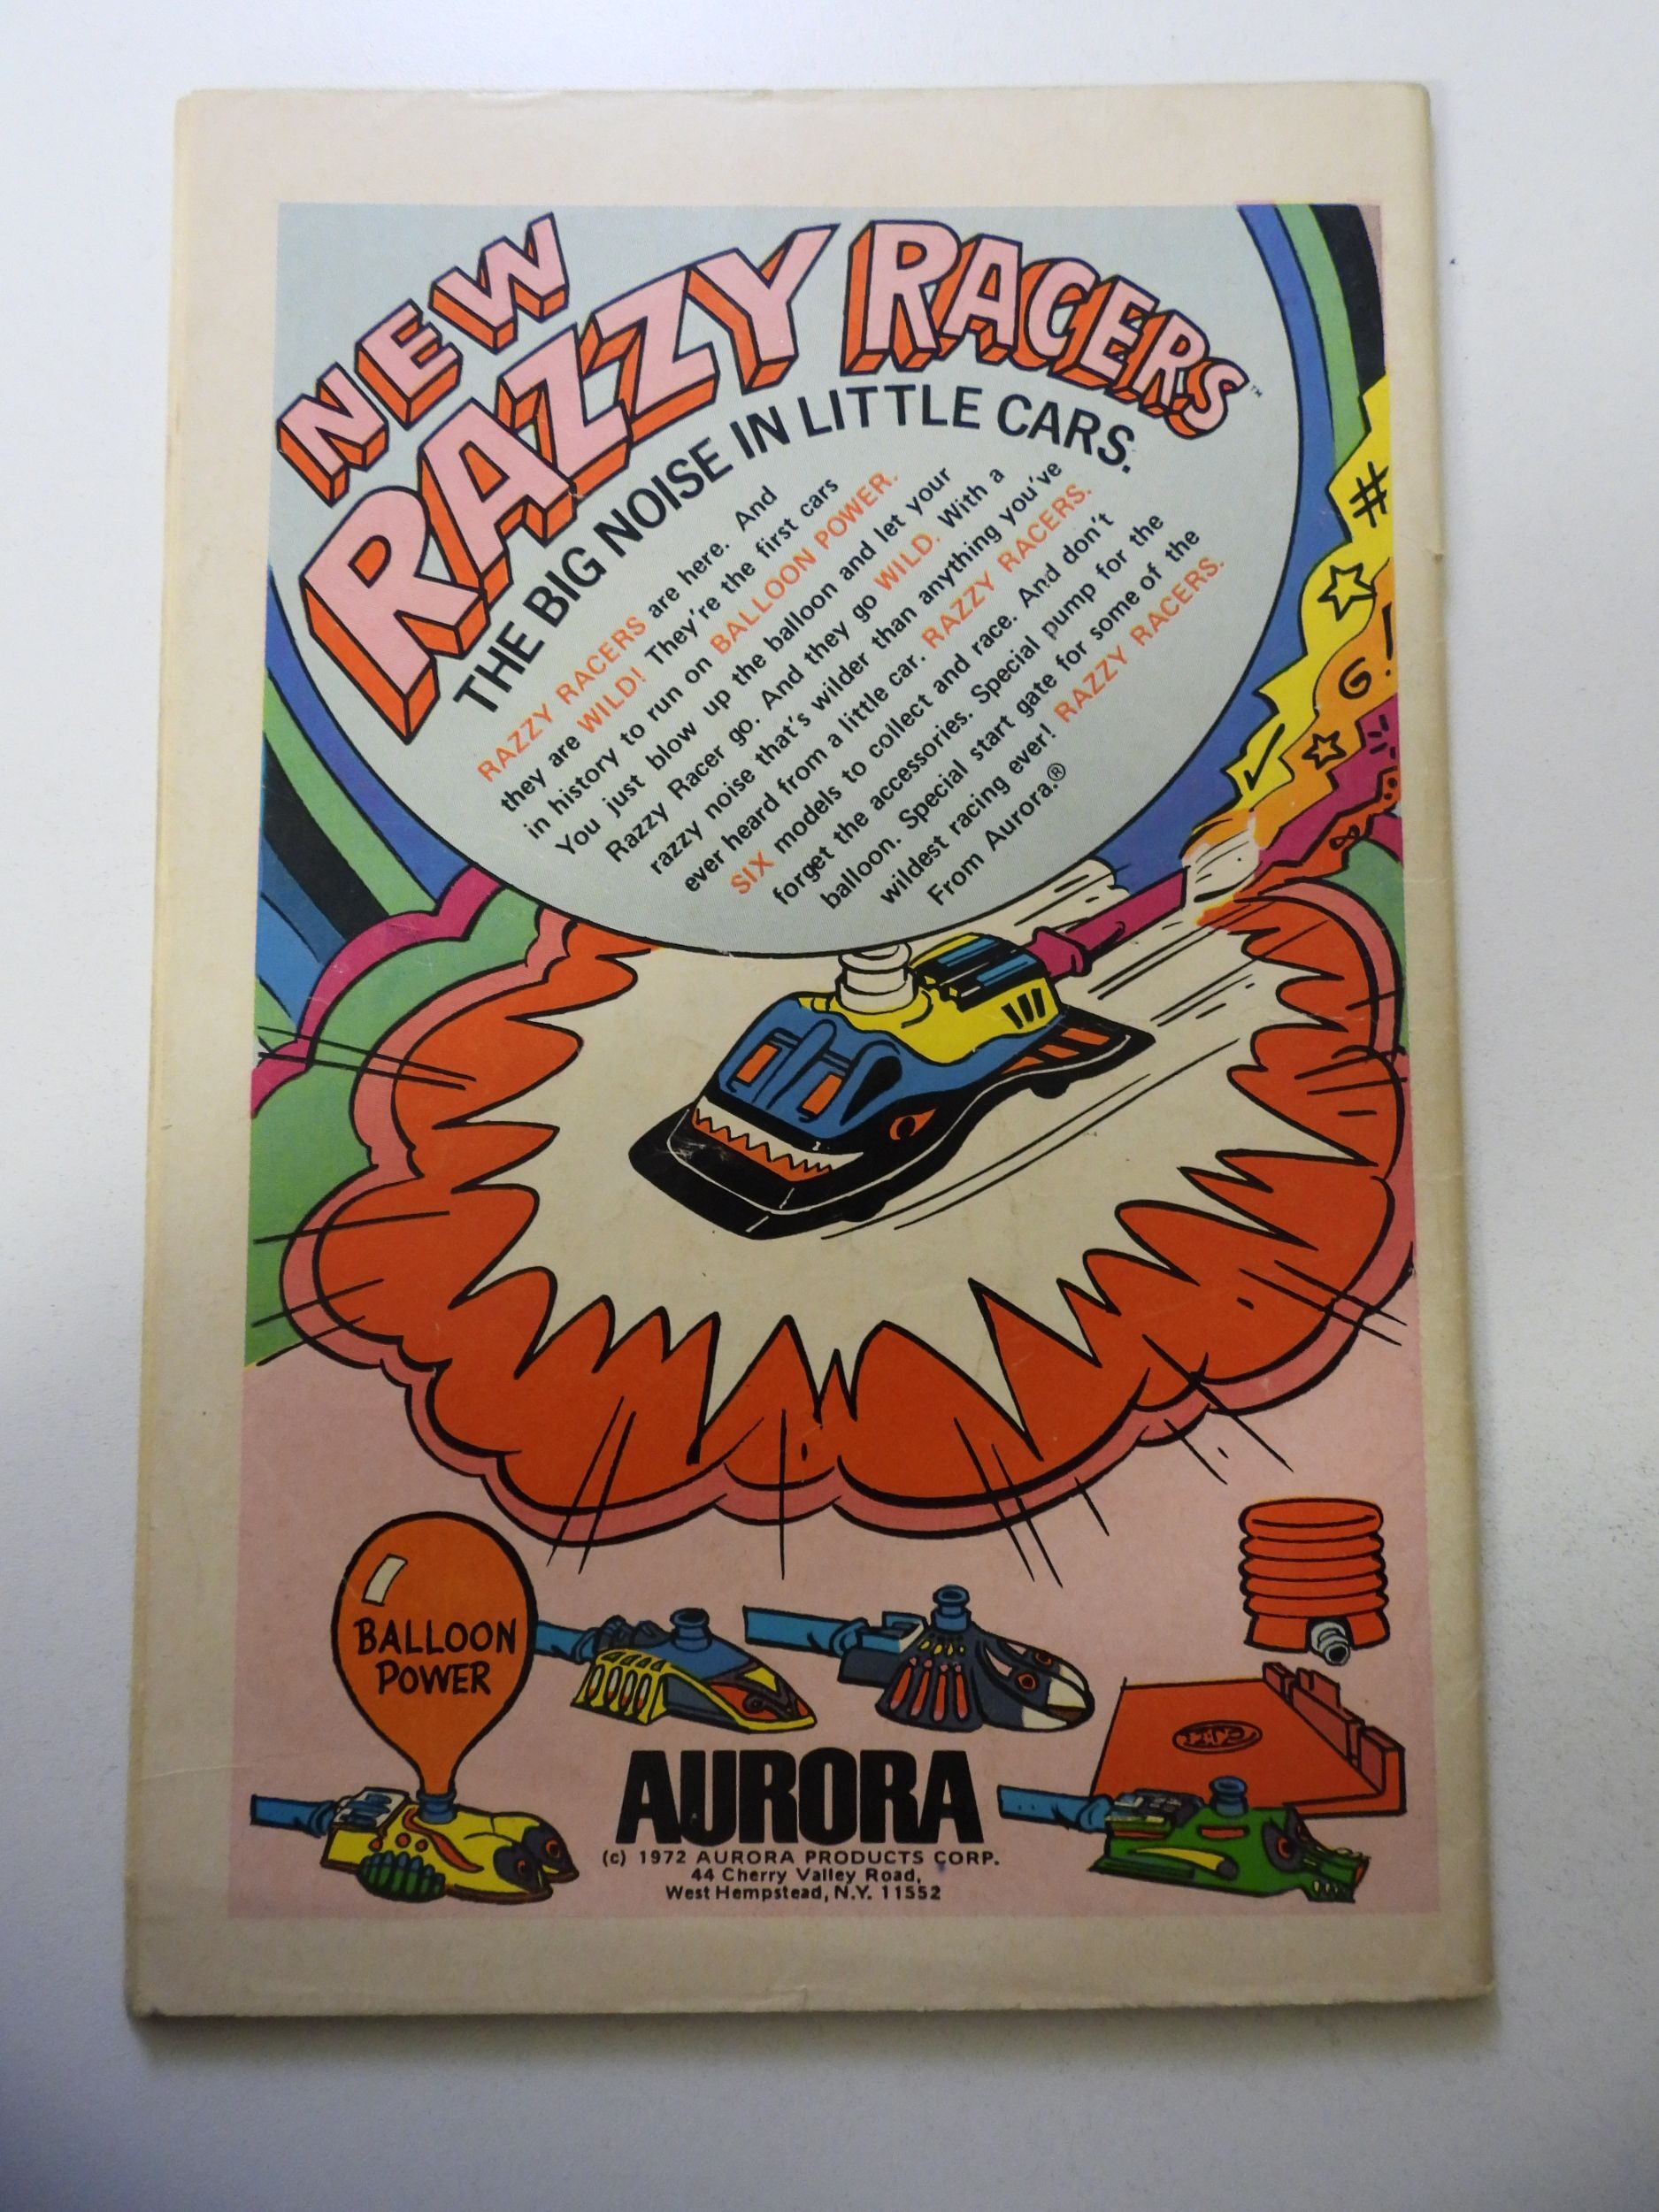 NEW
RAZZY RACERS™
THE BIG NOISE IN LITTLE CARS.
RAZZY RACERS are here. And
they are WILD! They're the first cars
in history to run on BALLOON POWER.
You just blow up the balloon and let your
Razzy Racer go. And they go WILD. With a
razzy noise that's wilder than anything you've
ever heard from a little car. RAZZY RACERS.
SIX models to collect and race. And don't
forget the accessories. Special pump for the
balloon. Special start gate for some of the
wildest racing ever! RAZZY RACERS.
From Aurora.®
#
!
G
BALLOON
POWER
AURORA
(c) 1972 AURORA PRODUCTS CORP.
44 Cherry Valley Road,
West Hempstead, N.Y. 11552